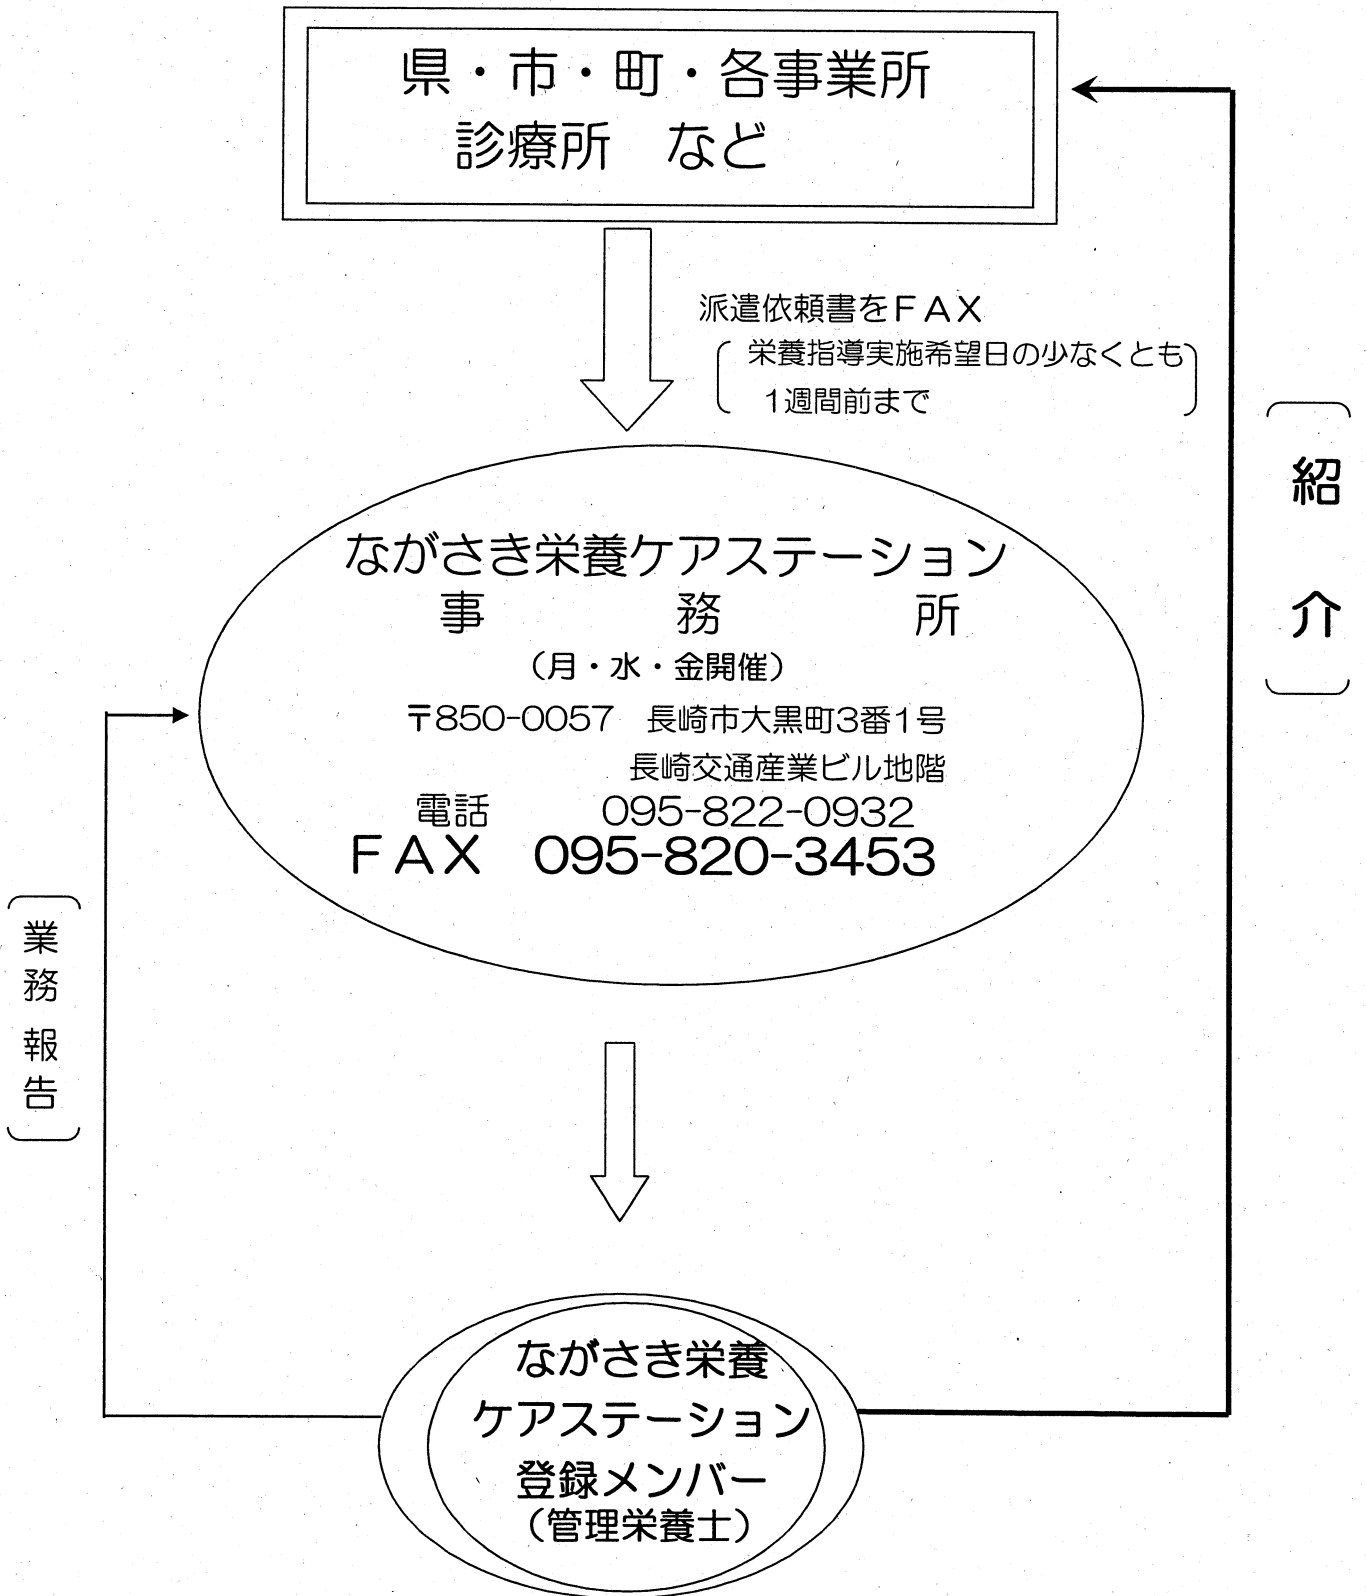 県・市・町・各事業所
診療所　など
派遣依頼書をＦＡＸ
栄養指導実施希望日の少なくとも
1週間前まで
紹介
ながさき栄養ケアステーション
事　務　所
（月・水・金開催）
〒850-0057　長崎市大黒町3番1号
長崎交通産業ビル地階
電話　095-822-0932
ＦＡＸ　095-820-3453
業務報告
ながさき栄養
ケアステーション
登録メンバー
（管理栄養士）